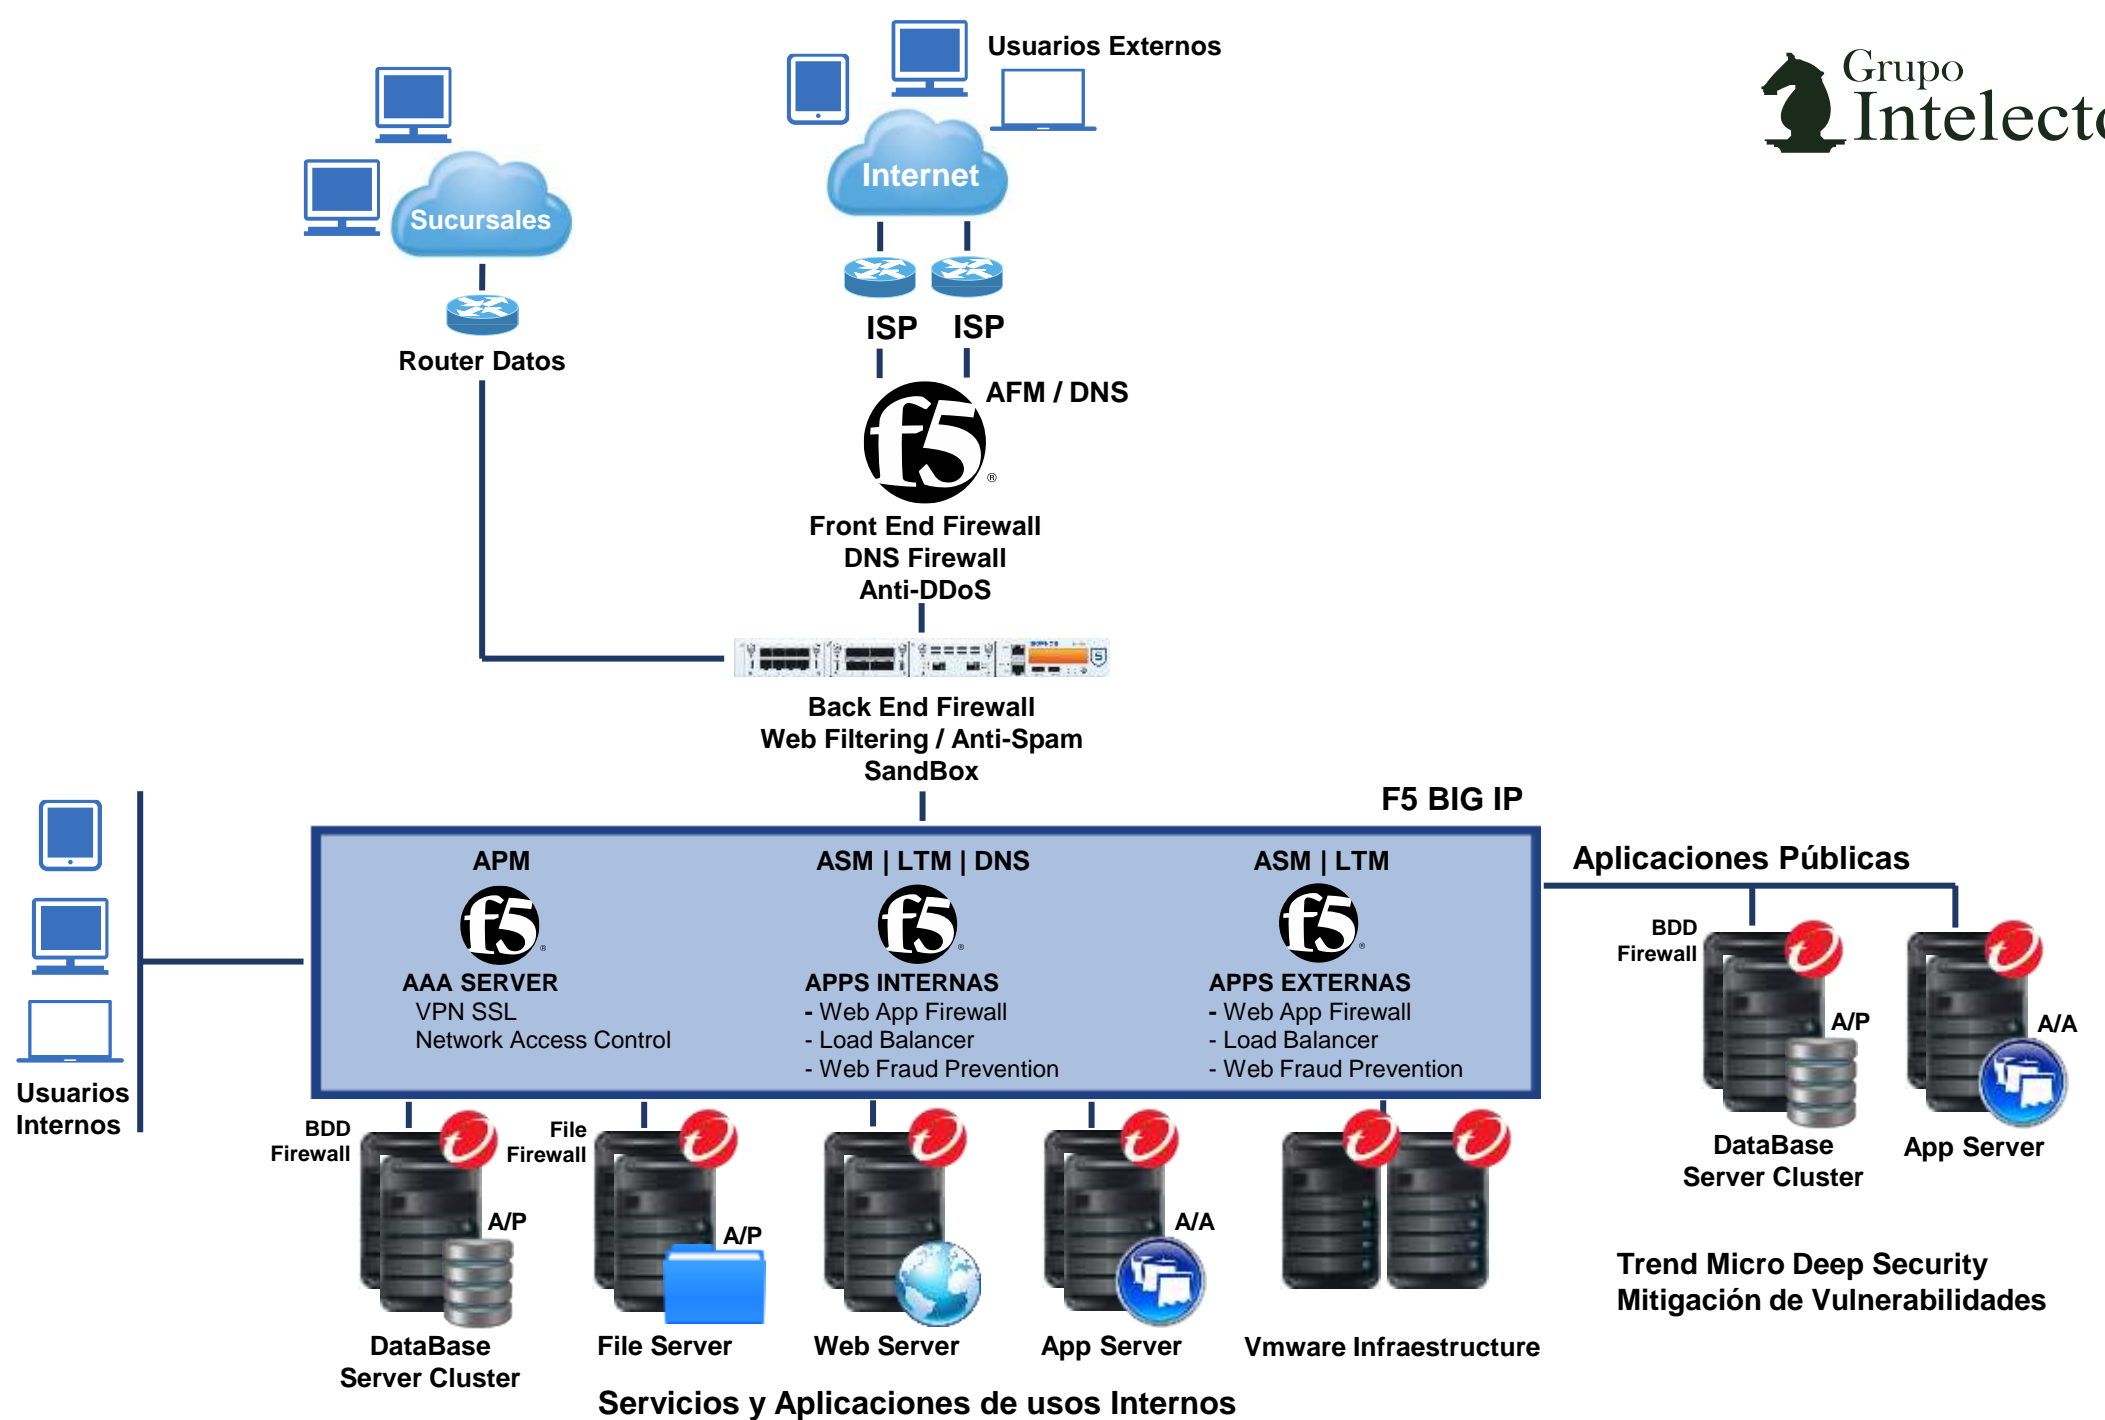 Usuarios Externos
Grupo
Intelecto
Internet
Sucursales
ISP
ISP
Router Datos
AFM / DNS
f5
®
Front End Firewall
DNS Firewall
Anti-DDoS
Back End Firewall
Web Filtering / Anti-Spam
SandBox
F5 BIG IP
APM
f5
®
AAA SERVER
VPN SSL
Network Access Control
ASM | LTM | DNS
f5
®
APPS INTERNAS
- Web App Firewall
- Load Balancer
- Web Fraud Prevention
ASM | LTM
f5
®
APPS EXTERNAS
- Web App Firewall
- Load Balancer
- Web Fraud Prevention
Aplicaciones Públicas
BDD
Firewall
A/P
A/A
DataBase
Server Cluster
App Server
Usuarios
Internos
BDD
Firewall
A/P
DataBase
Server Cluster
File
Firewall
A/P
File Server
Web Server
A/A
App Server
Vmware Infraestructure
Trend Micro Deep Security
Mitigación de Vulnerabilidades
Servicios y Aplicaciones de usos Internos